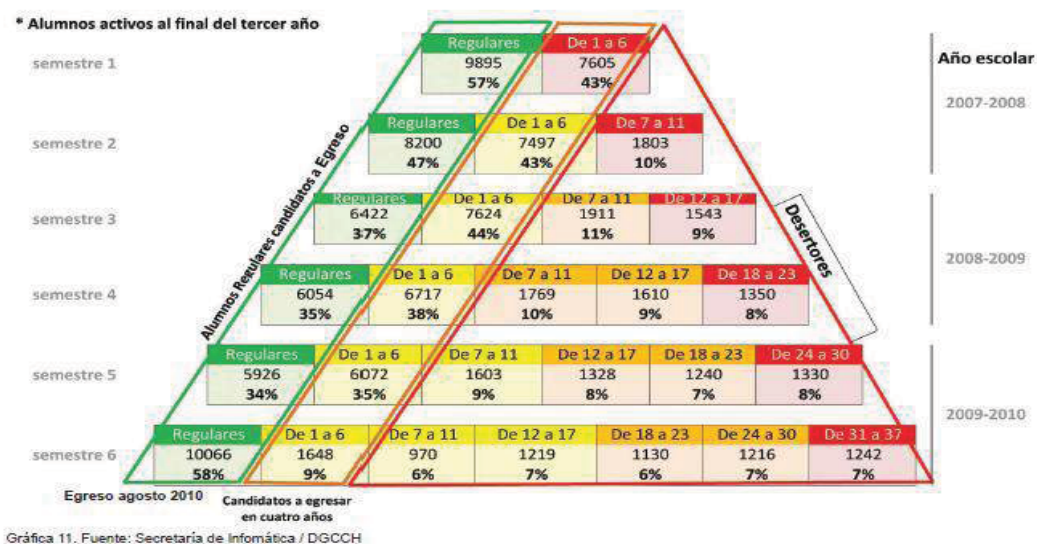 * Alumnos activos al final del tercer año
Año escolar
semestre 1
Regulares De 1 a 6
9895 7605
57% 43%
2007-2008
semestre 2
Regulares De 1 a 6 De 7 a 11
8200 7497 1803
47% 43% 10%
semestre 3
Regulares De 1 a 6 De 7 a 11 De 12 a 17
6422 7624 1911 1543
37% 44% 11% 9%
2008-2009
semestre 4
Regulares De 1 a 6 De 7 a 11 De 12 a 17 De 18 a 23
6054 6717 1769 1610 1350
35% 38% 10% 9% 8%
semestre 5
Regulares De 1 a 6 De 7 a 11 De 12 a 17 De 18 a 23 De 24 a 30
5926 6072 1603 1328 1240 1330
34% 35% 9% 8% 7% 8%
2009-2010
semestre 6
Regulares De 1 a 6 De 7 a 11 De 12 a 17 De 18 a 23 De 24 a 30 De 31 a 37
10066 1648 970 1219 1130 1216 1242
58% 9% 6% 7% 6% 7% 7%
Alumnos Regulares candidatos a Egreso
Desertores
Egreso agosto 2010
Candidatos a egresar
en cuatro años
Gráfica 11. Fuente: Secretaría de Infomática / DGCCH